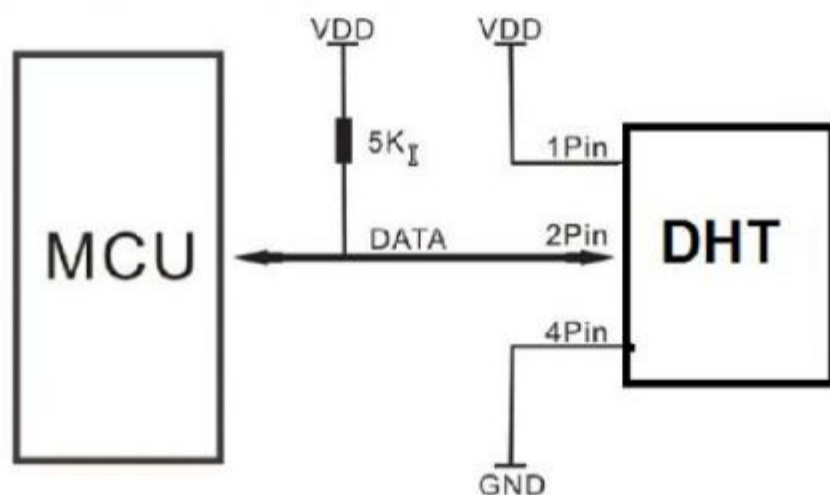 VDD
VDD
5K
1Pin
MCU
DATA
2Pin
DHT
4Pin
GND